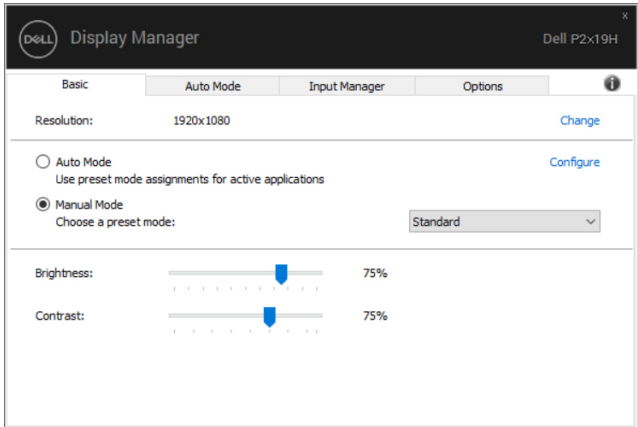 x
DELL Display Manager Dell P2x19H
Basic Auto Mode Input Manager Options
Resolution: 1920x1080 Change
Auto Mode Configure
Use preset mode assignments for active applications
Manual Mode
Choose a preset mode: Standard
Brightness: 75%
Contrast: 75%